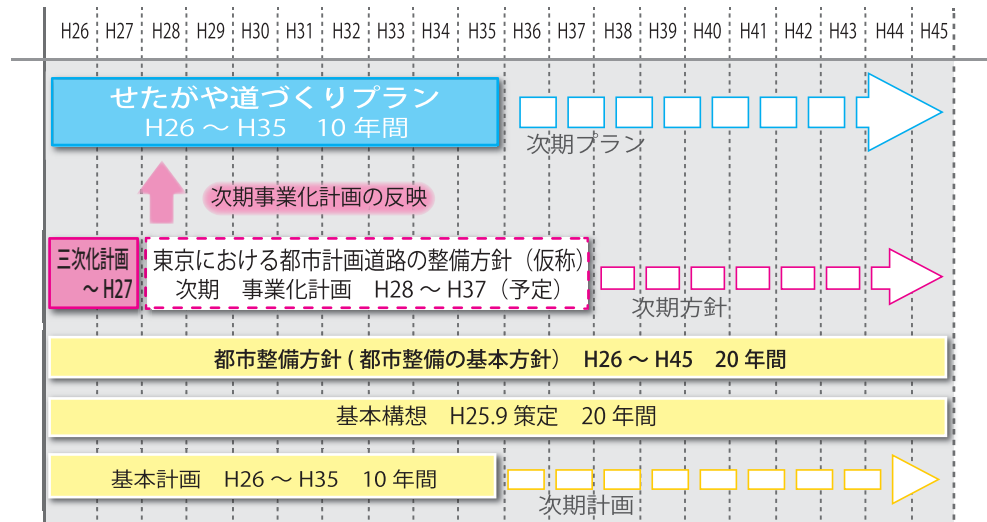 H26 H27 H28 H29 H30 H31 H32 H33 H34 H35 H36 H37 H38 H39 H40 H41 H42 H43 H44 H45
せたがや道づくりプラン
H26 ～ H35　10 年間
次期プラン
次期事業化計画の反映
三次化計画
～ H27
東京における都市計画道路の整備方針（仮称）
次期　事業化計画　H28 ～ H37（予定）
次期方針
都市整備方針 ( 都市整備の基本方針）　H26 ～ H45　20 年間
基本構想　H25.9 策定　20 年間
基本計画　H26 ～ H35　10 年間
次期計画